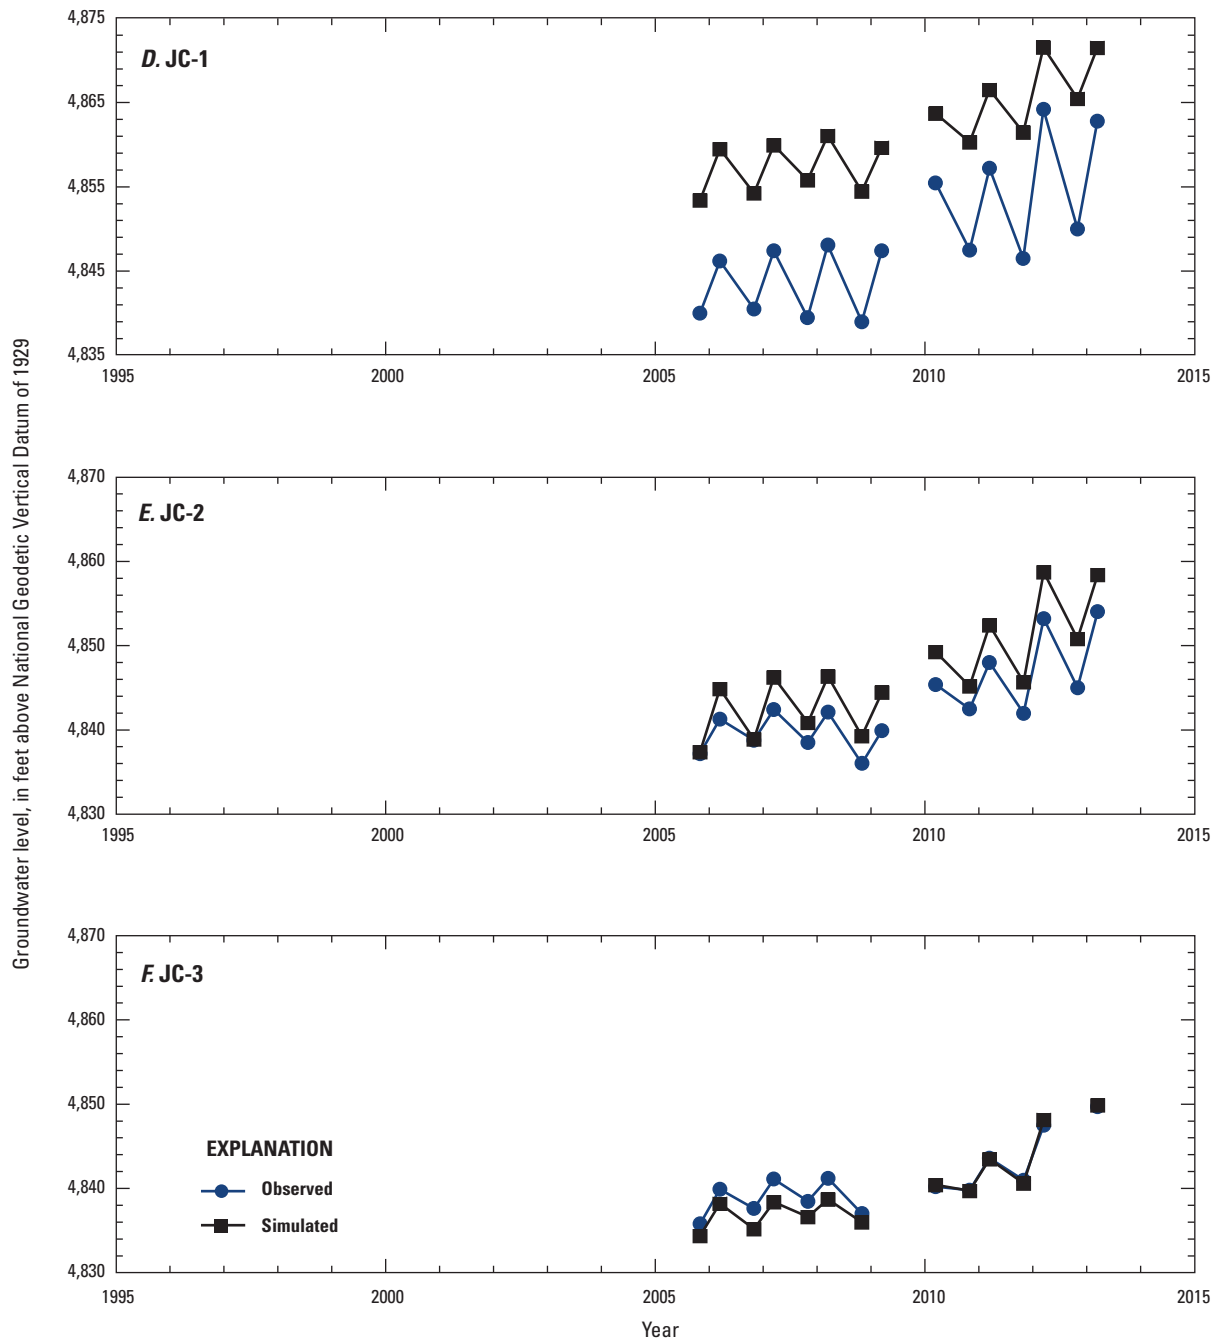 Groundwater level, in feet above National Geodetic Vertical Datum of 1929
4,875
4,865
4,855
4,845
4,835
D. JC-1
1995 2000 2005 2010 2015
4,870
4,860
4,850
4,840
4,830
E. JC-2
1995 2000 2005 2010 2015
4,870
4,860
4,850
4,840
4,830
F. JC-3
EXPLANATION
Observed
Simulated
1995 2000 2005 2010 2015
Year